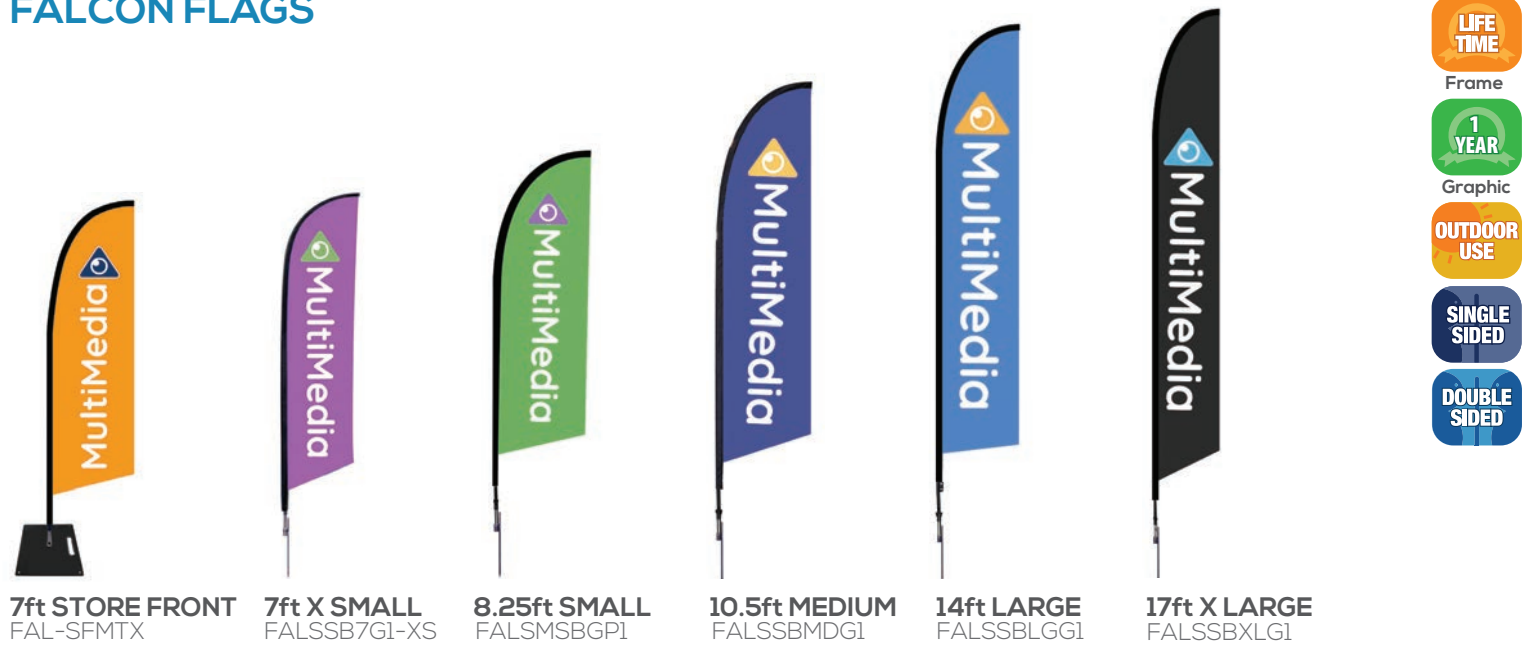 FALCON FLAGS
MultiMedia
MultiMedia
MultiMedia
MultiMedia
MultiMedia
MultiMedia
7ft STORE FRONT
FAL-SFMTX
7ft X SMALL
FALSSB7G1-XS
8.25ft SMALL
FALSMSBGP1
10.5ft MEDIUM
FALSSBMDG1
14ft LARGE
FALSSBLGG1
17ft X LARGE
FALSSBXLG1
LIFE
TIME
Frame
1
YEAR
Graphic
OUTDOOR
USE
SINGLE
SIDED
DOUBLE
SIDED